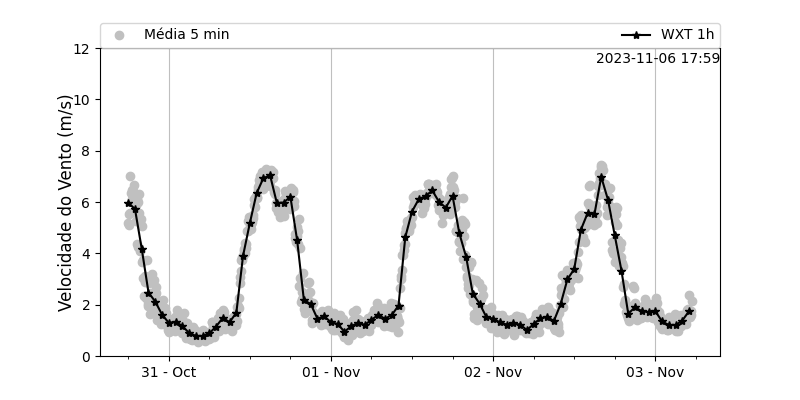 Média 5 min
WXT 1h
2023-11-06 17:59
Velocidade do Vento (m/s)
12
10
8
6
4
2
0
31 - Oct
01 - Nov
02 - Nov
03 - Nov